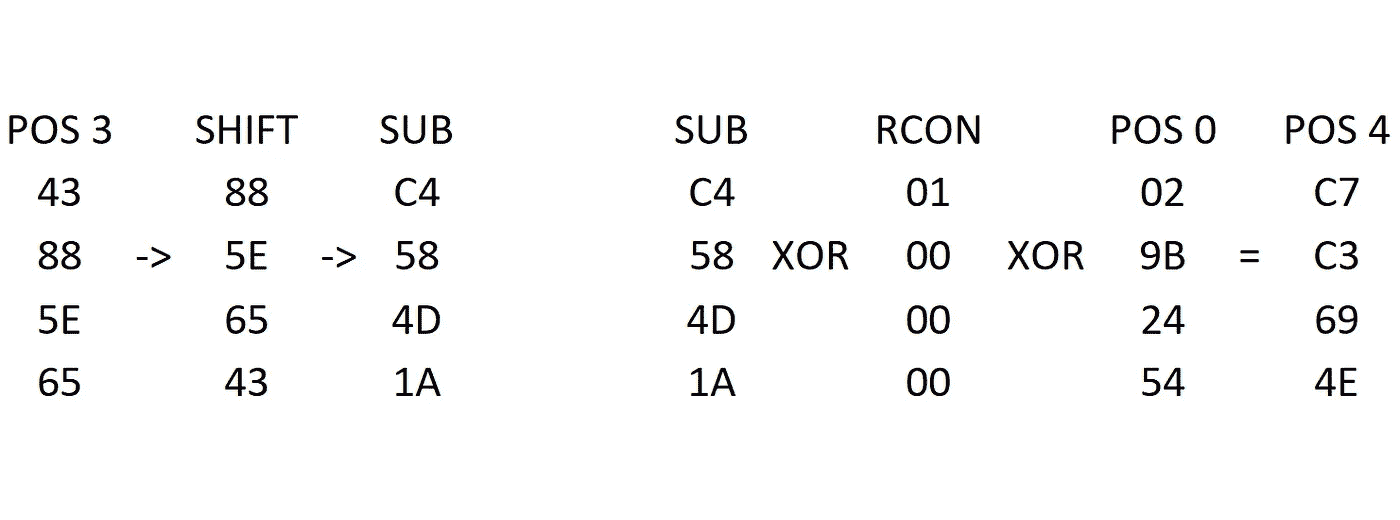 POS 3 SHIFT SUB SUB RCON POS 0 POS 4
43 88 C4 C4 01 02 C7
88 -> 5E -> 58 58 XOR 00 XOR 9B = C3
5E 65 4D 4D 00 24 69
65 43 1A 1A 00 54 4E